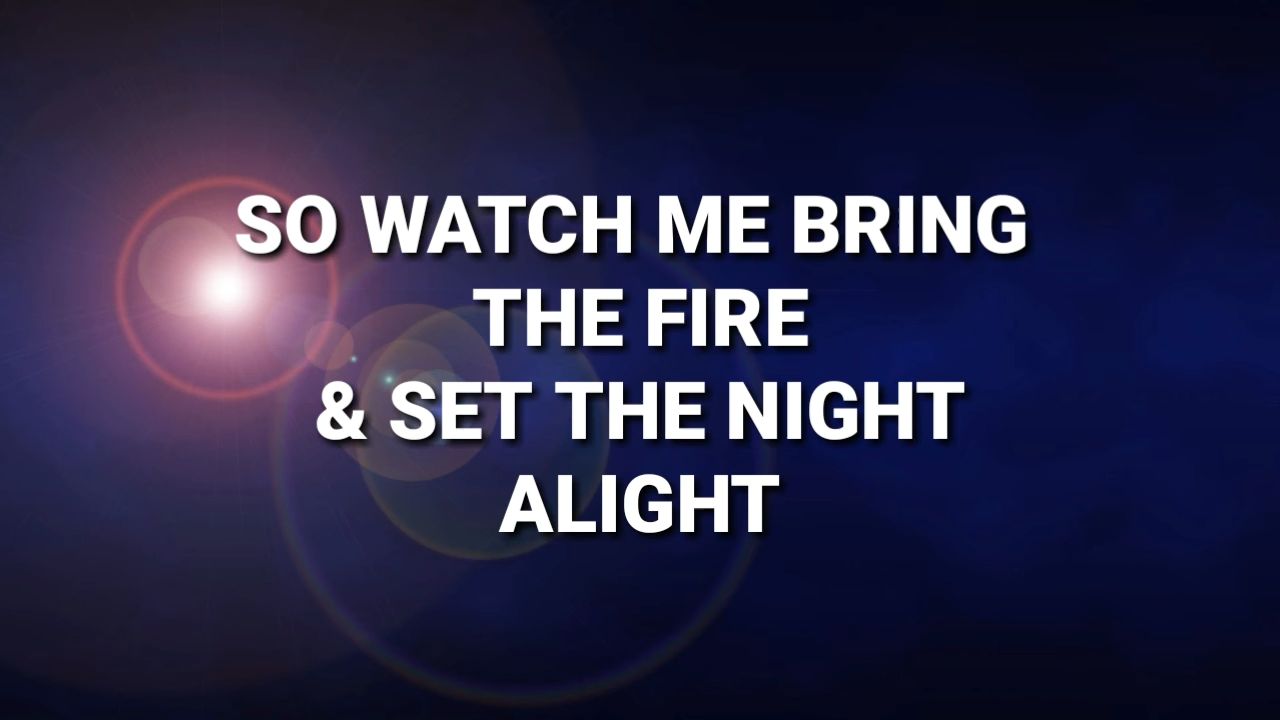 SO WATCH ME BRING
THE FIRE
& SET THE NIGHT
ALIGHT